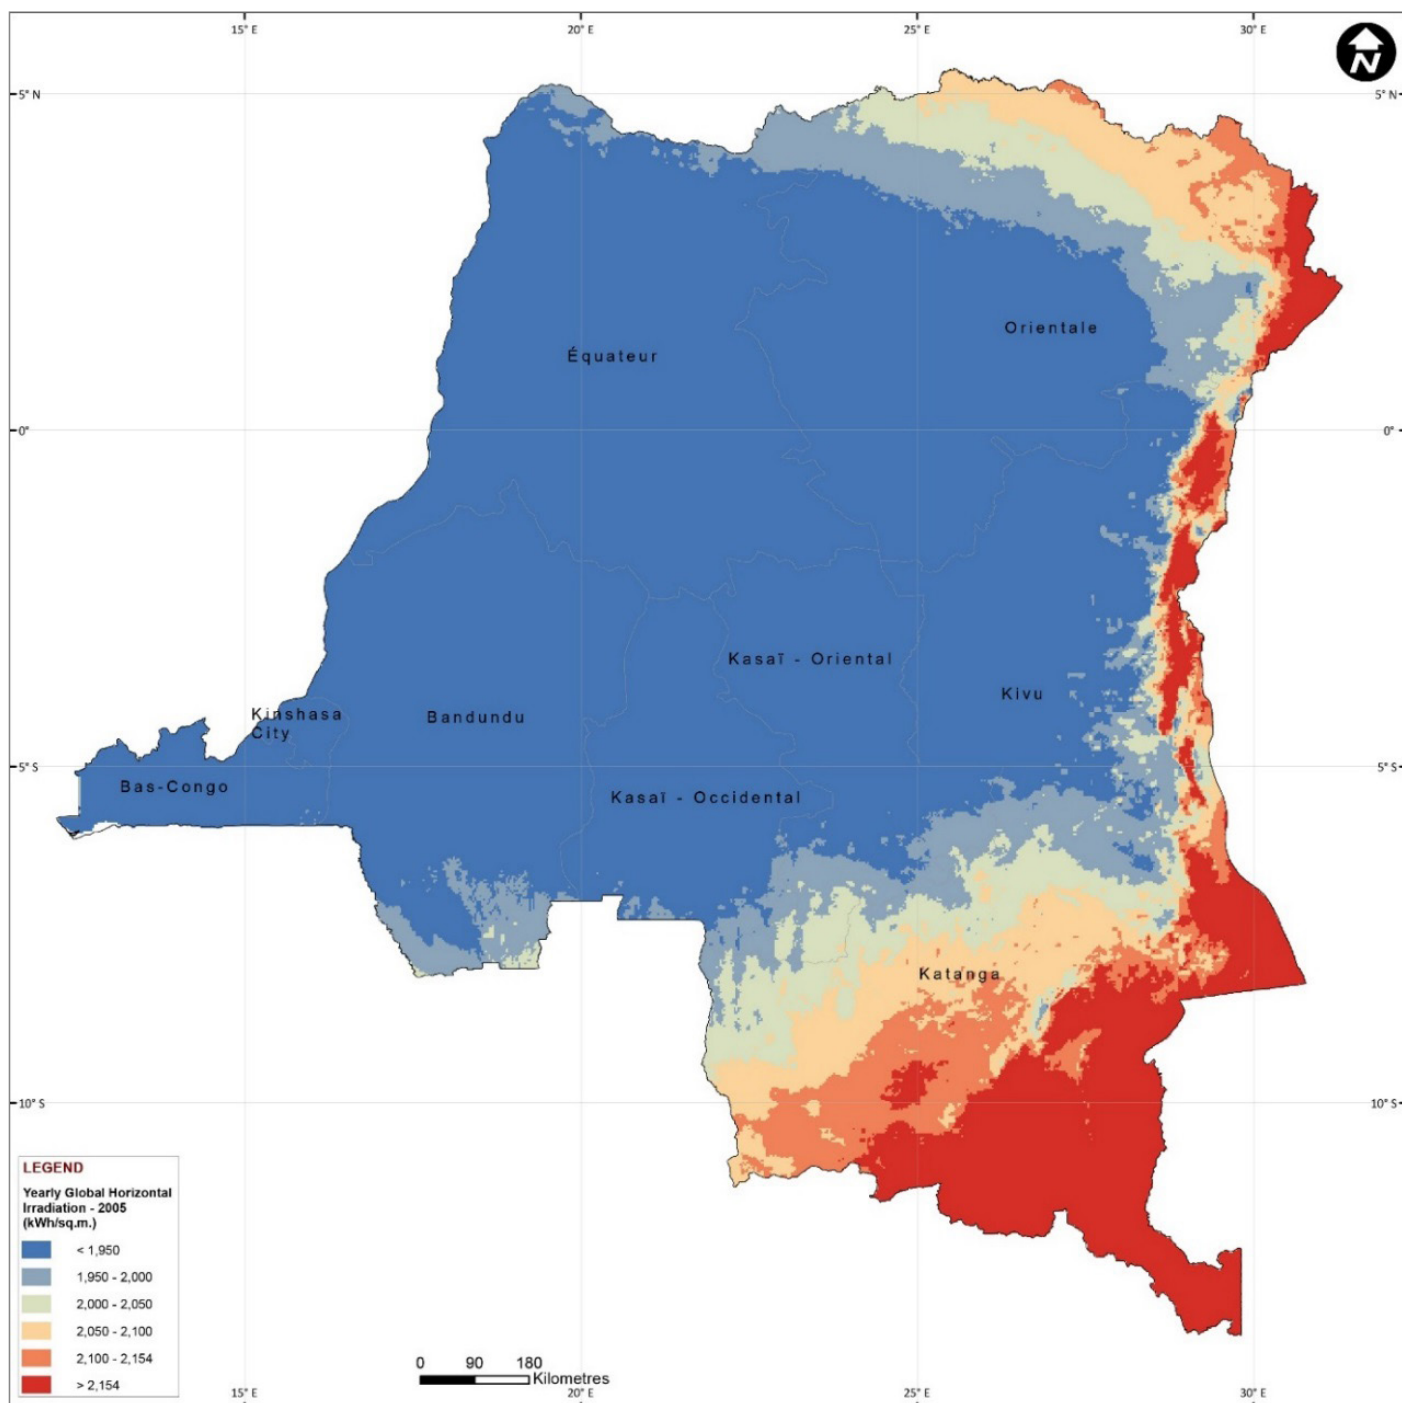 15° E
20° E
25° E
30° E
N
5° N
5° N
Orientale
Équateur
0°
0°
Kasaï - Oriental
Kivu
Kinshasa
City
Bandundu
5° S
5° S
Bas-Congo
Kasaï - Occidental
Katanga
10° S
10° S
LEGEND
Yearly Global Horizontal
Irradiation - 2005
(kWh/sq.m.)
< 1,950
1,950 - 2,000
2,000 - 2,050
2,050 - 2,100
2,100 - 2,154
> 2,154
0 90 180
Kilometres
15° E
20° E
25° E
30° E